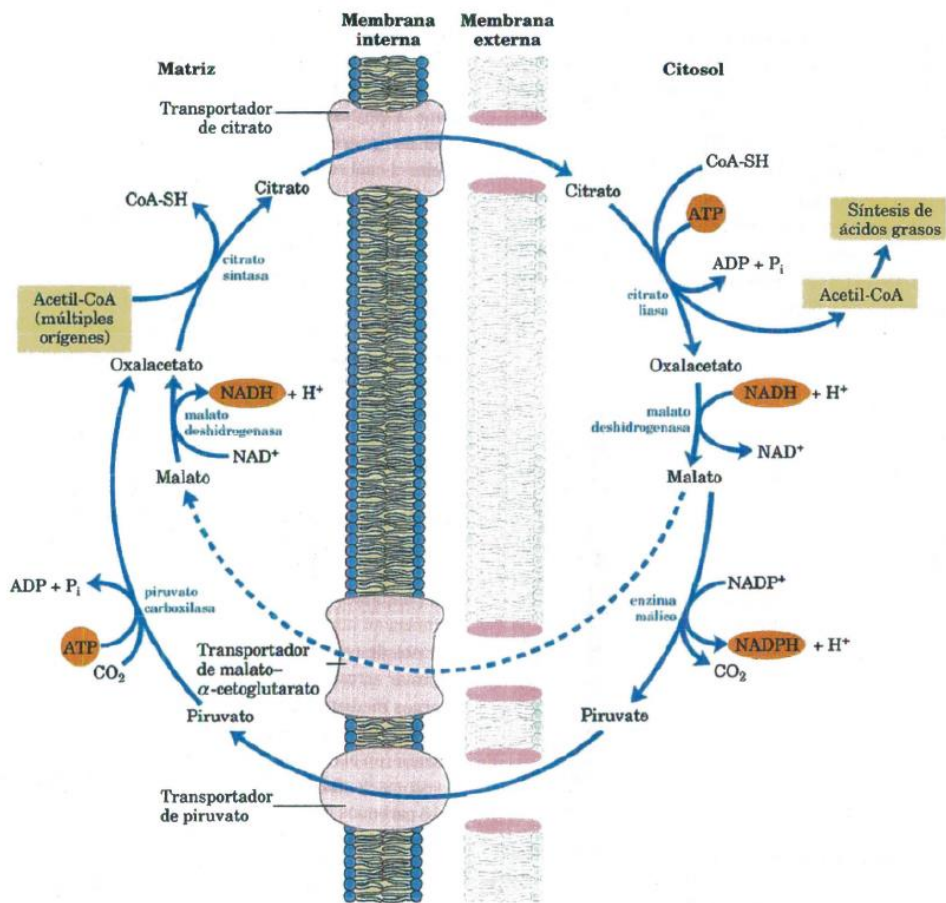 Membrana
interna
Membrana
externa
Matriz
Citosol
Transportador
de citrato
CoA-SH
Citrato
Citrato
CoA-SH
ATP
Síntesis de
ácidos grasos
citrato
sintasa
ADP + Pi
Acetil-CoA
(múltiples
orígenes)
citrato
liasa
Acetil-CoA
Oxalacetato
Oxalacetato
NADH + H⁺
malato
deshidrogenasa
NAD⁺
NADH + H⁺
malato
deshidrogenasa
NAD⁺
Malato
Malato
ADP + Pi
piruvato
carboxilasa
ATP
CO₂
NADP⁺
enzima
málico
NADPH + H⁺
CO₂
Transportador
de malato–
α-cetoglutarato
Piruvato
Piruvato
Transportador
de piruvato